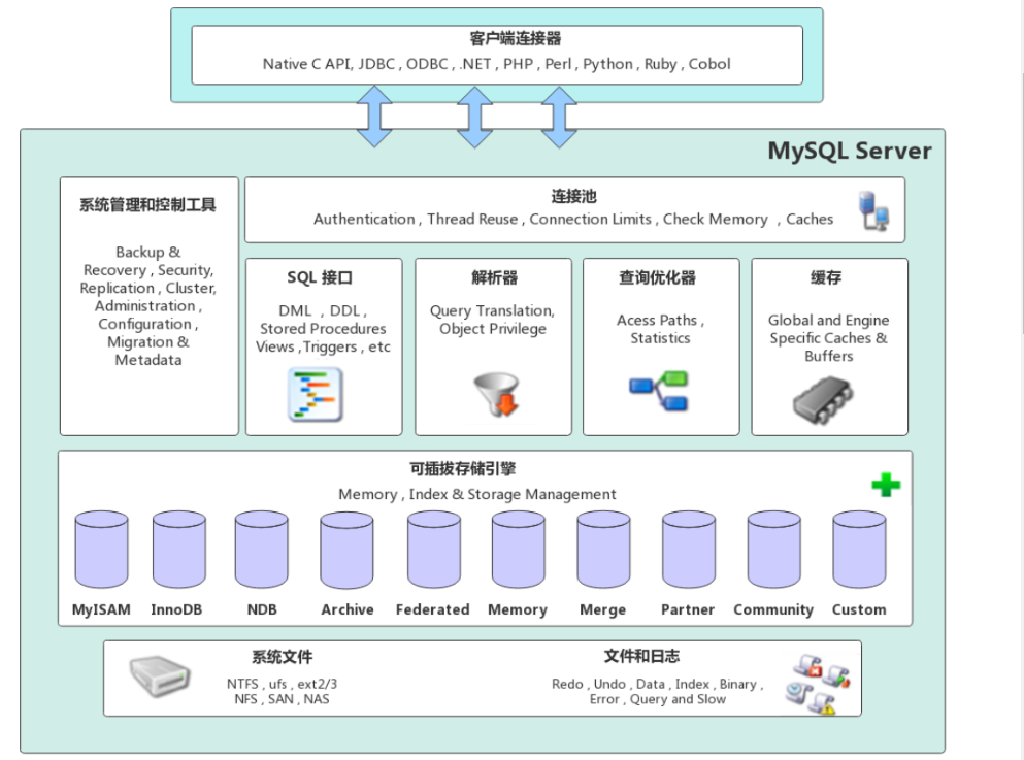 客户端连接器
Native C API, JDBC , ODBC , .NET , PHP , Perl , Python , Ruby , Cobol
MySQL Server
系统管理和控制工具
Backup &
Recovery , Security,
Replication , Cluster,
Administration ,
Configuration ,
Migration &
Metadata
连接池
Authentication , Thread Reuse , Connection Limits , Check Memory , Caches
SQL 接口
DML , DDL ,
Stored Procedures
Views ,Triggers , etc
解析器
Query Translation,
Object Privilege
查询优化器
Acess Paths ,
Statistics
缓存
Global and Engine
Specific Caches &
Buffers
可插拔存储引擎
Memory , Index & Storage Management
MyISAM InnoDB NDB Archive Federated Memory Merge Partner Community Custom
系统文件
NTFS , ufs , ext2/3
NFS , SAN , NAS
文件和日志
Redo , Undo , Data , Index , Binary ,
Error , Query and Slow